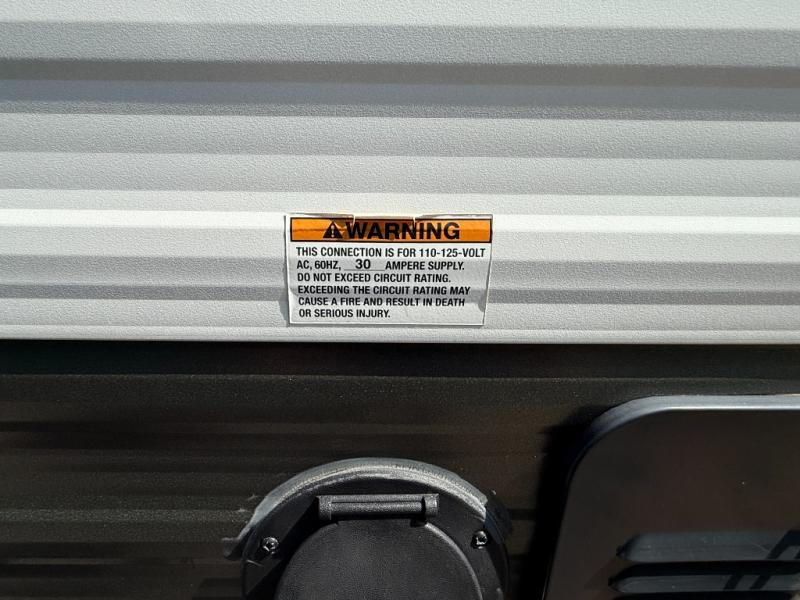 WARNING
THIS CONNECTION IS FOR 110-125-VOLT
AC, 60HZ, 30 AMPERE SUPPLY.
DO NOT EXCEED CIRCUIT RATING.
EXCEEDING THE CIRCUIT RATING MAY
CAUSE A FIRE AND RESULT IN DEATH
OR SERIOUS INJURY.